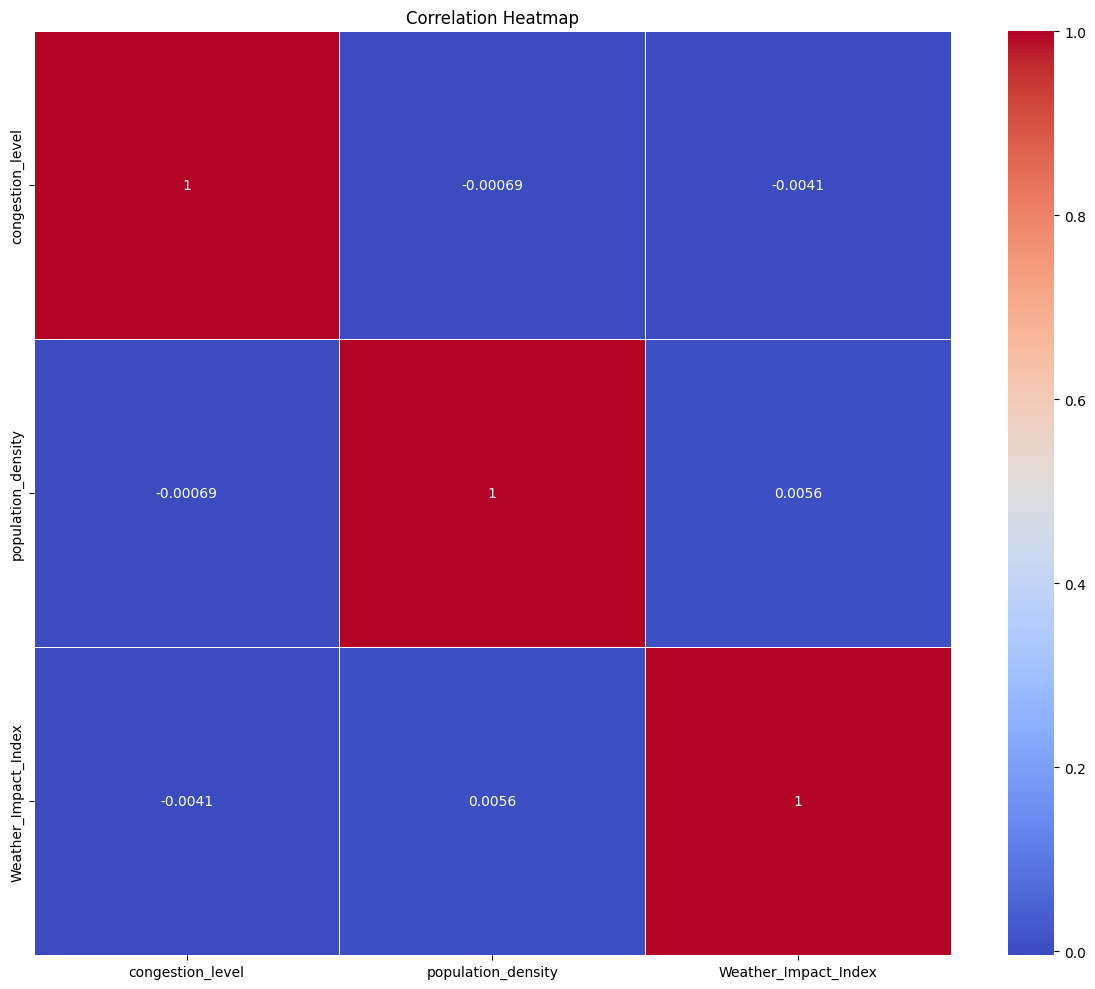 Correlation Heatmap
congestion_level
1
-0.00069
-0.0041
population_density
-0.00069
1
0.0056
Weather_Impact_Index
-0.0041
0.0056
1
congestion_level
population_density
Weather_Impact_Index
1.0
0.8
0.6
0.4
0.2
0.0